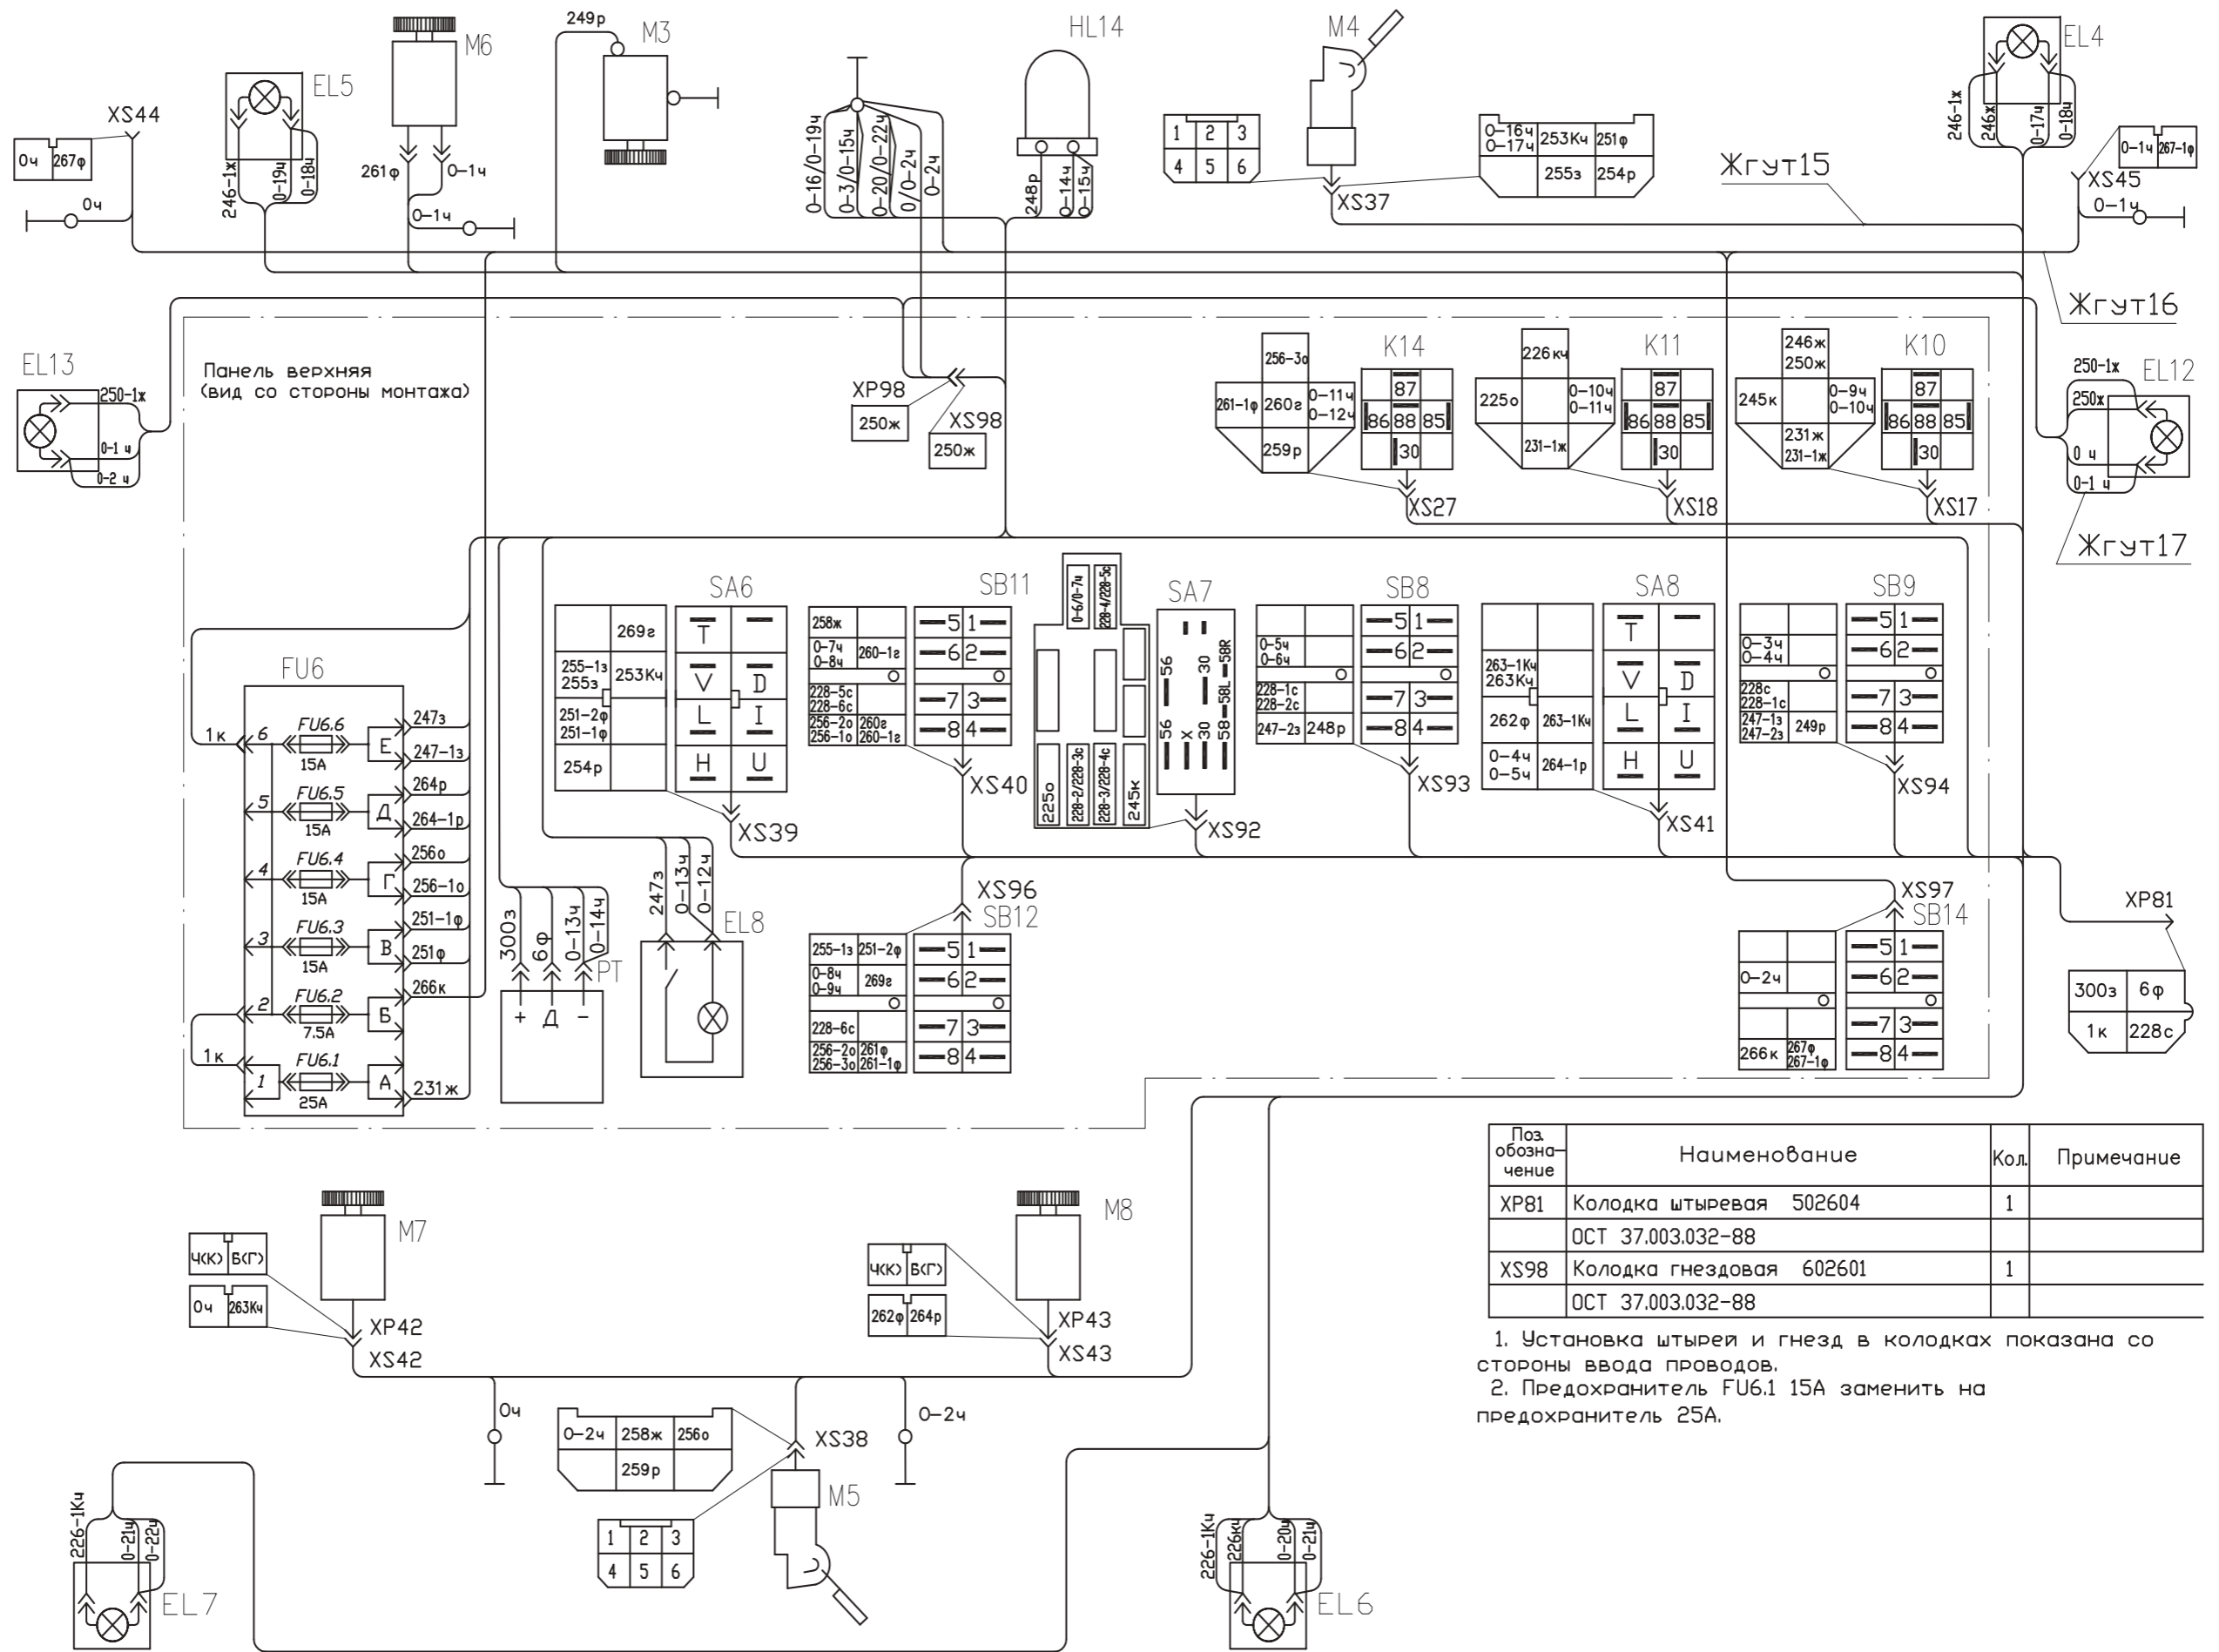 XS44
0ч 267ф
0ч
EL5
246-1ж
0-19ч
0-18ч
M6
261ф
0-1ч
0-1ч
249р
M3
0-16/0-19ч
0-3/0-15ч
0-20/0-22ч
0/0-2ч
0-2ч
HL14
248р
0-14ч
0-15ч
M4
1 2 3
4 5 6
XS37
0-16ч 253Кч 251ф
0-17ч
255з 254р
Жгут15
EL4
246-1ж
246ж
0-17ч
0-18ч
0-1ч 267-1ф
XS45
0-1ч
Жгут16
EL13
250-1ж
0-1 ч
0-2 ч
Панель верхняя
(вид со стороны монтажа)
XP98
250ж
XS98
250ж
256-3о
261-1ф 260г 0-11ч
0-12ч
259р
K14
87
86 88 85
30
XS27
226кч
225о 0-10ч
0-11ч
231-1ж
K11
87
86 88 85
30
XS18
246ж
250ж
245к 0-9ч
0-10ч
231ж
231-1ж
K10
87
86 88 85
30
XS17
EL12
250-1ж
250ж
0 ч
0-1 ч
Жгут17
FU6
1к
6 FU6.6 15А Е 247з
247-1з
5 FU6.5 15А Д 264р
264-1р
4 FU6.4 15А Г 256о
256-1о
3 FU6.3 15А В 251-1ф
251ф
2 FU6.2 7.5А Б 266к
1к
1 FU6.1 25А А 231ж
SA6
269г
255-1з 253Кч
255з
251-2ф
251-1ф
254р
T
V D
L I
H U
XS39
SB11
258ж
0-7ч 260-1г
0-8ч
228-5с
228-6с
256-2о 260г
256-1о 260-1г
5 1
6 2
7 3
8 4
XS40
0-6/0-7ч
228-4/228-5с
225о
228-2/228-3с
228-3/228-4с
245к
SA7
56
30
58R
58L
56
X
30
58
XS92
SB8
0-5ч
0-6ч
228-1с
228-2с
247-2з 248р
5 1
6 2
7 3
8 4
XS93
SA8
263-1Кч
263Кч
262ф 263-1Кч
0-4ч 264-1р
0-5ч
T
V D
L I
H U
XS41
SB9
0-3ч
0-4ч
228с
228-1с
247-1з 249р
247-2з
5 1
6 2
7 3
8 4
XS94
300з
6ф
0-13ч
0-14ч
РТ
+ Д -
247з
0-13ч
0-12ч
EL8
XS96
SB12
255-1з 251-2ф
0-8ч 269г
0-9ч
228-6с
256-2о 261ф
256-3о 261-1ф
5 1
6 2
7 3
8 4
XS97
SB14
0-2ч
266к 267ф
267-1ф
5 1
6 2
7 3
8 4
XP81
300з 6ф
1к 228с
Поз. обозна-чение Наименование Кол. Примечание
XP81 Колодка штыревая 502604 1
ОСТ 37.003.032-88
XS98 Колодка гнездовая 602601 1
ОСТ 37.003.032-88
1. Установка штырей и гнезд в колодках показана со
стороны ввода проводов.
2. Предохранитель FU6.1 15А заменить на
предохранитель 25А.
M7
Ч(К) Б(Г)
0ч 263Кч
XP42
XS42
M8
Ч(К) Б(Г)
262ф 264р
XP43
XS43
0ч
0-2ч
0-2ч 258ж 256о
259р
XS38
1 2 3
4 5 6
M5
226-1Кч
0-21ч
0-22ч
EL7
226-1Кч
226кч
0-20ч
0-21ч
EL6